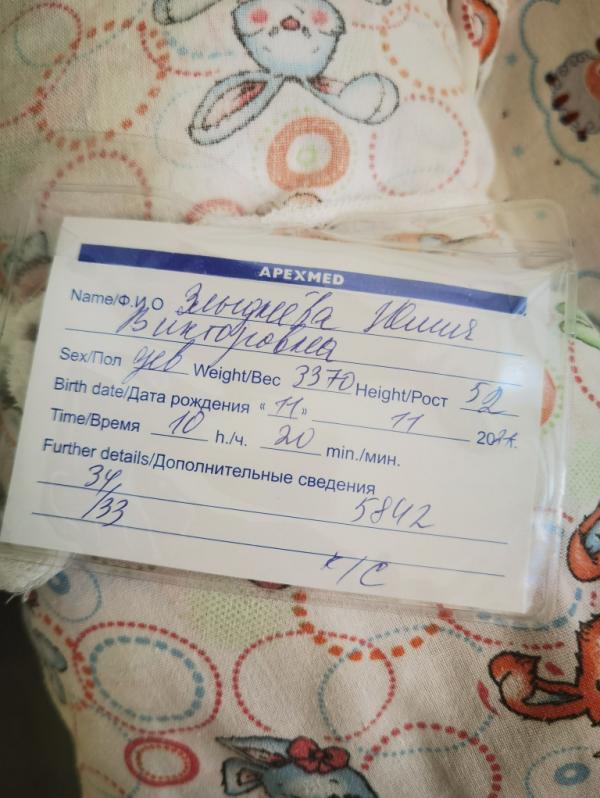 APEXMED
Name/Ф.И.О Юлия
Викторовна
Sex/Пол дев Weight/Вес 3370 Height/Рост 52
Birth date/Дата рождения «11» 11 20 г.
Time/Время 10 h./ч. 20 min./мин.
Further details/Дополнительные сведения
34 5842
/33
к/с